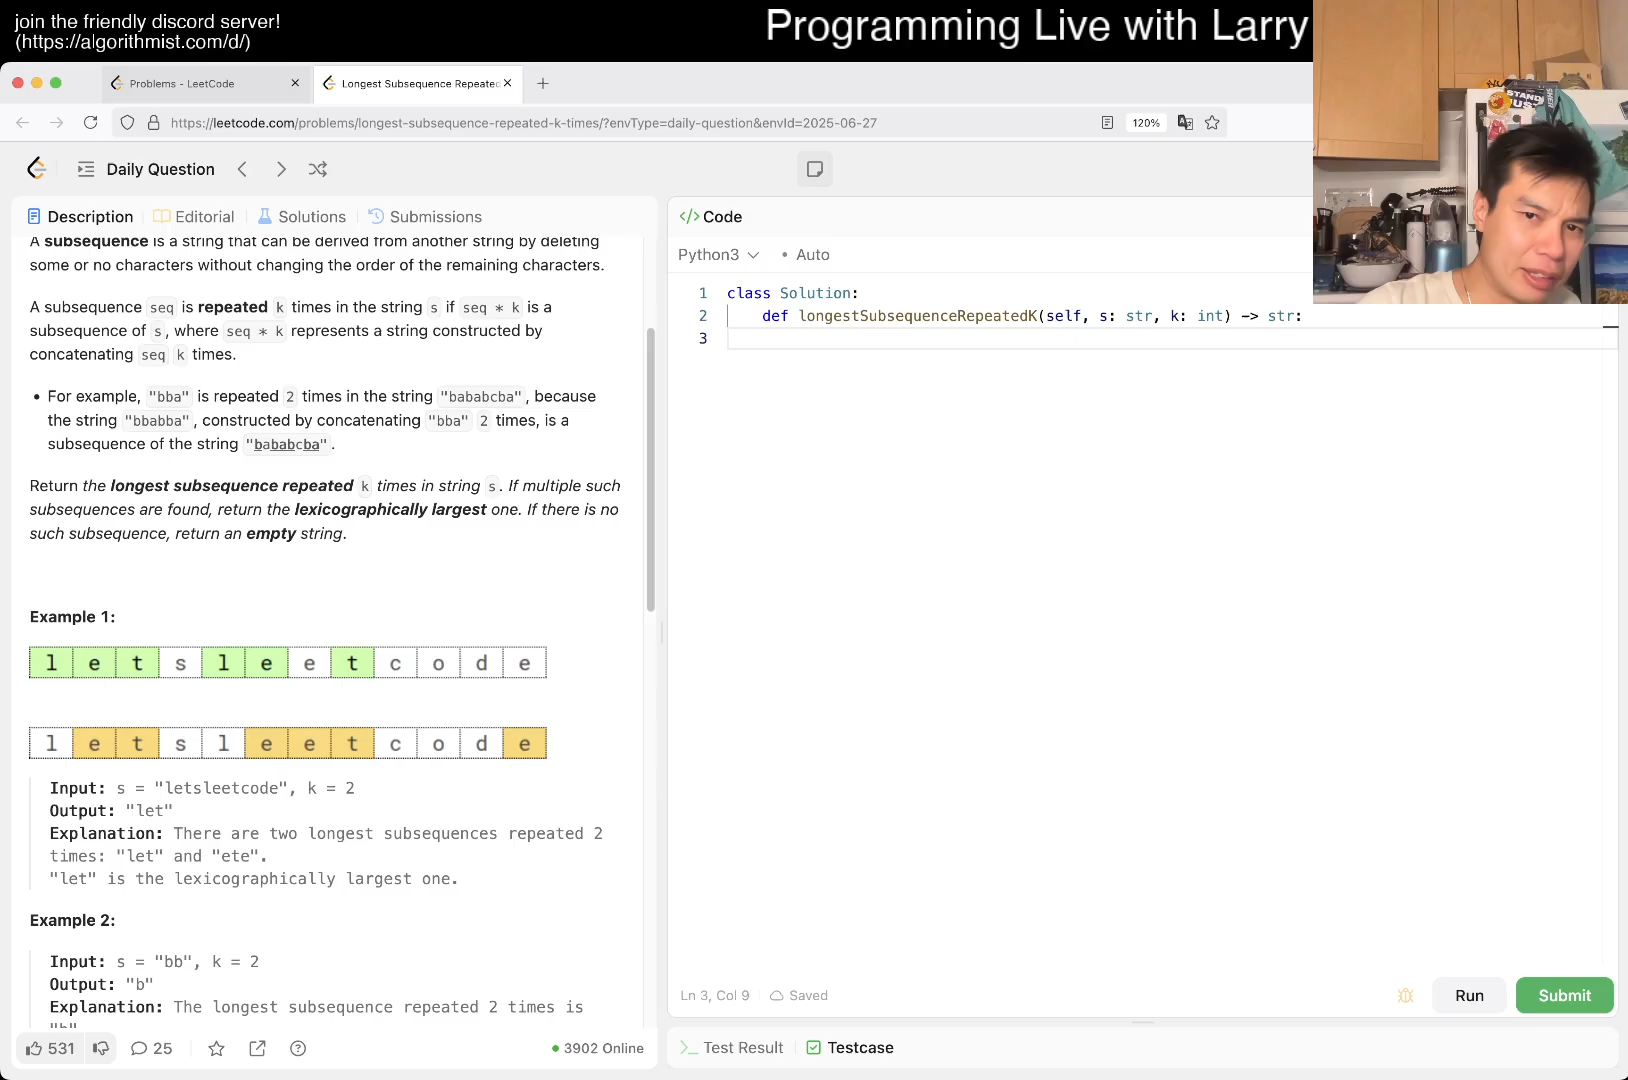 join the friendly discord server!
(https://algorithmist.com/d/)
Programming Live with Larry
Problems - LeetCode
Longest Subsequence Repeated
https://leetcode.com/problems/longest-subsequence-repeated-k-times/?envType=daily-question&envId=2025-06-27
120%
Daily Question
Description
Editorial
Solutions
Submissions
A subsequence is a string that can be derived from another string by deleting
some or no characters without changing the order of the remaining characters.
A subsequence seq is repeated k times in the string s if seq * k is a
subsequence of s, where seq * k represents a string constructed by
concatenating seq k times.
• For example, "bba" is repeated 2 times in the string "bababcba", because
the string "bbabba", constructed by concatenating "bba" 2 times, is a
subsequence of the string "bababcba".
Return the longest subsequence repeated k times in string s. If multiple such
subsequences are found, return the lexicographically largest one. If there is no
such subsequence, return an empty string.
Example 1:
l e t s l e e t c o d e
l e t s l e e t c o d e
Input: s = "letsleetcode", k = 2
Output: "let"
Explanation: There are two longest subsequences repeated 2
times: "let" and "ete".
"let" is the lexicographically largest one.
Example 2:
Input: s = "bb", k = 2
Output: "b"
Explanation: The longest subsequence repeated 2 times is
"b"
531
25
3902 Online
</> Code
Python3
• Auto
1 class Solution:
2 def longestSubsequenceRepeatedK(self, s: str, k: int) -> str:
3
Ln 3, Col 9
Saved
Run
Submit
Test Result
Testcase
STAND